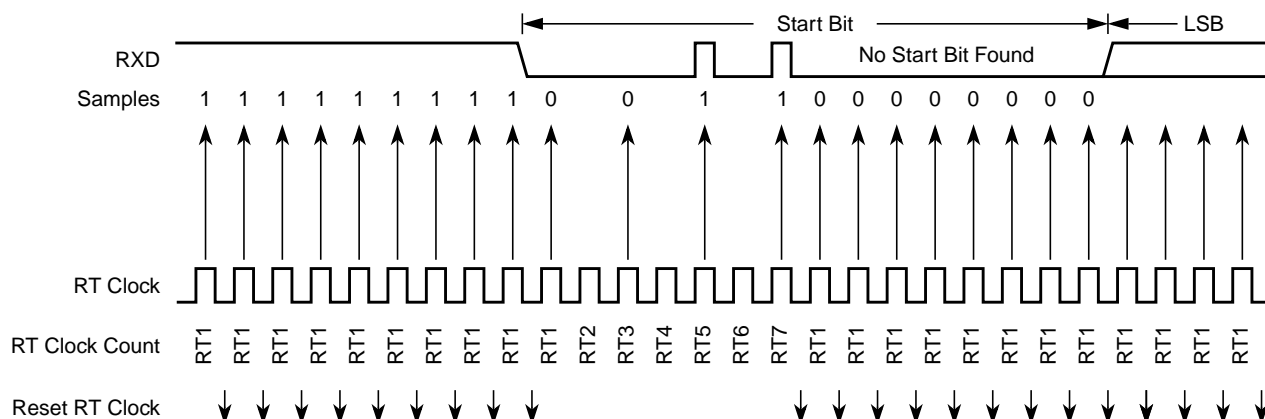 Start Bit LSB
RXD No Start Bit Found
Samples 1 1 1 1 1 1 1 1 1 0 0 1 1 0 0 0 0 0 0 0 0
RT Clock
RT Clock Count RT1 RT1 RT1 RT1 RT1 RT1 RT1 RT1 RT1 RT1 RT2 RT3 RT4 RT5 RT6 RT7 RT1 RT1 RT1 RT1 RT1 RT1 RT1 RT1 RT1 RT1 RT1 RT1
Reset RT Clock